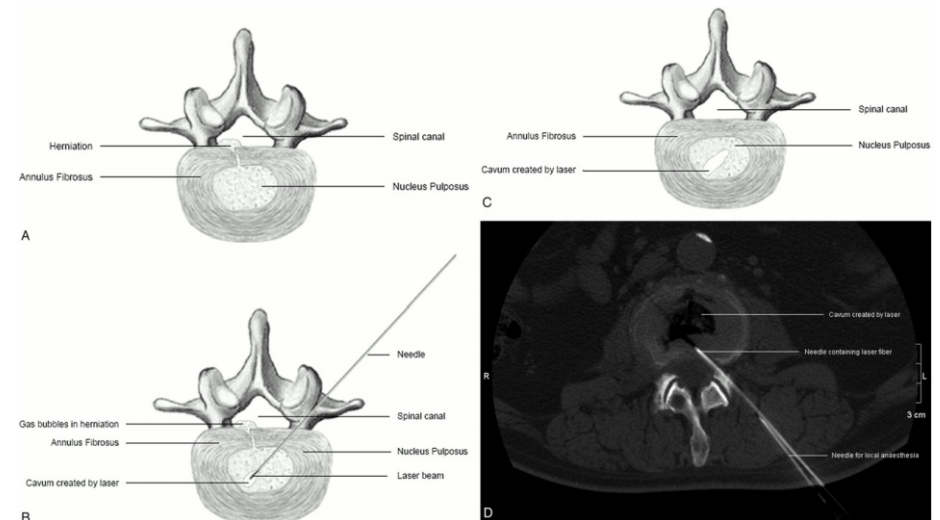 Spinal canal
Herniation
Annulus Fibrosus
Nucleus Pulposus
A
Needle
Gas bubbles in herniation
Spinal canal
Annulus Fibrosus
Nucleus Pulposus
Laser beam
Cavum created by laser
B
Spinal canal
Annulus Fibrosus
Nucleus Pulposus
Cavum created by laser
C
Cavum created by laser
Needle containing laser fiber
R
L
3 cm
Needle for local anaesthesia
D